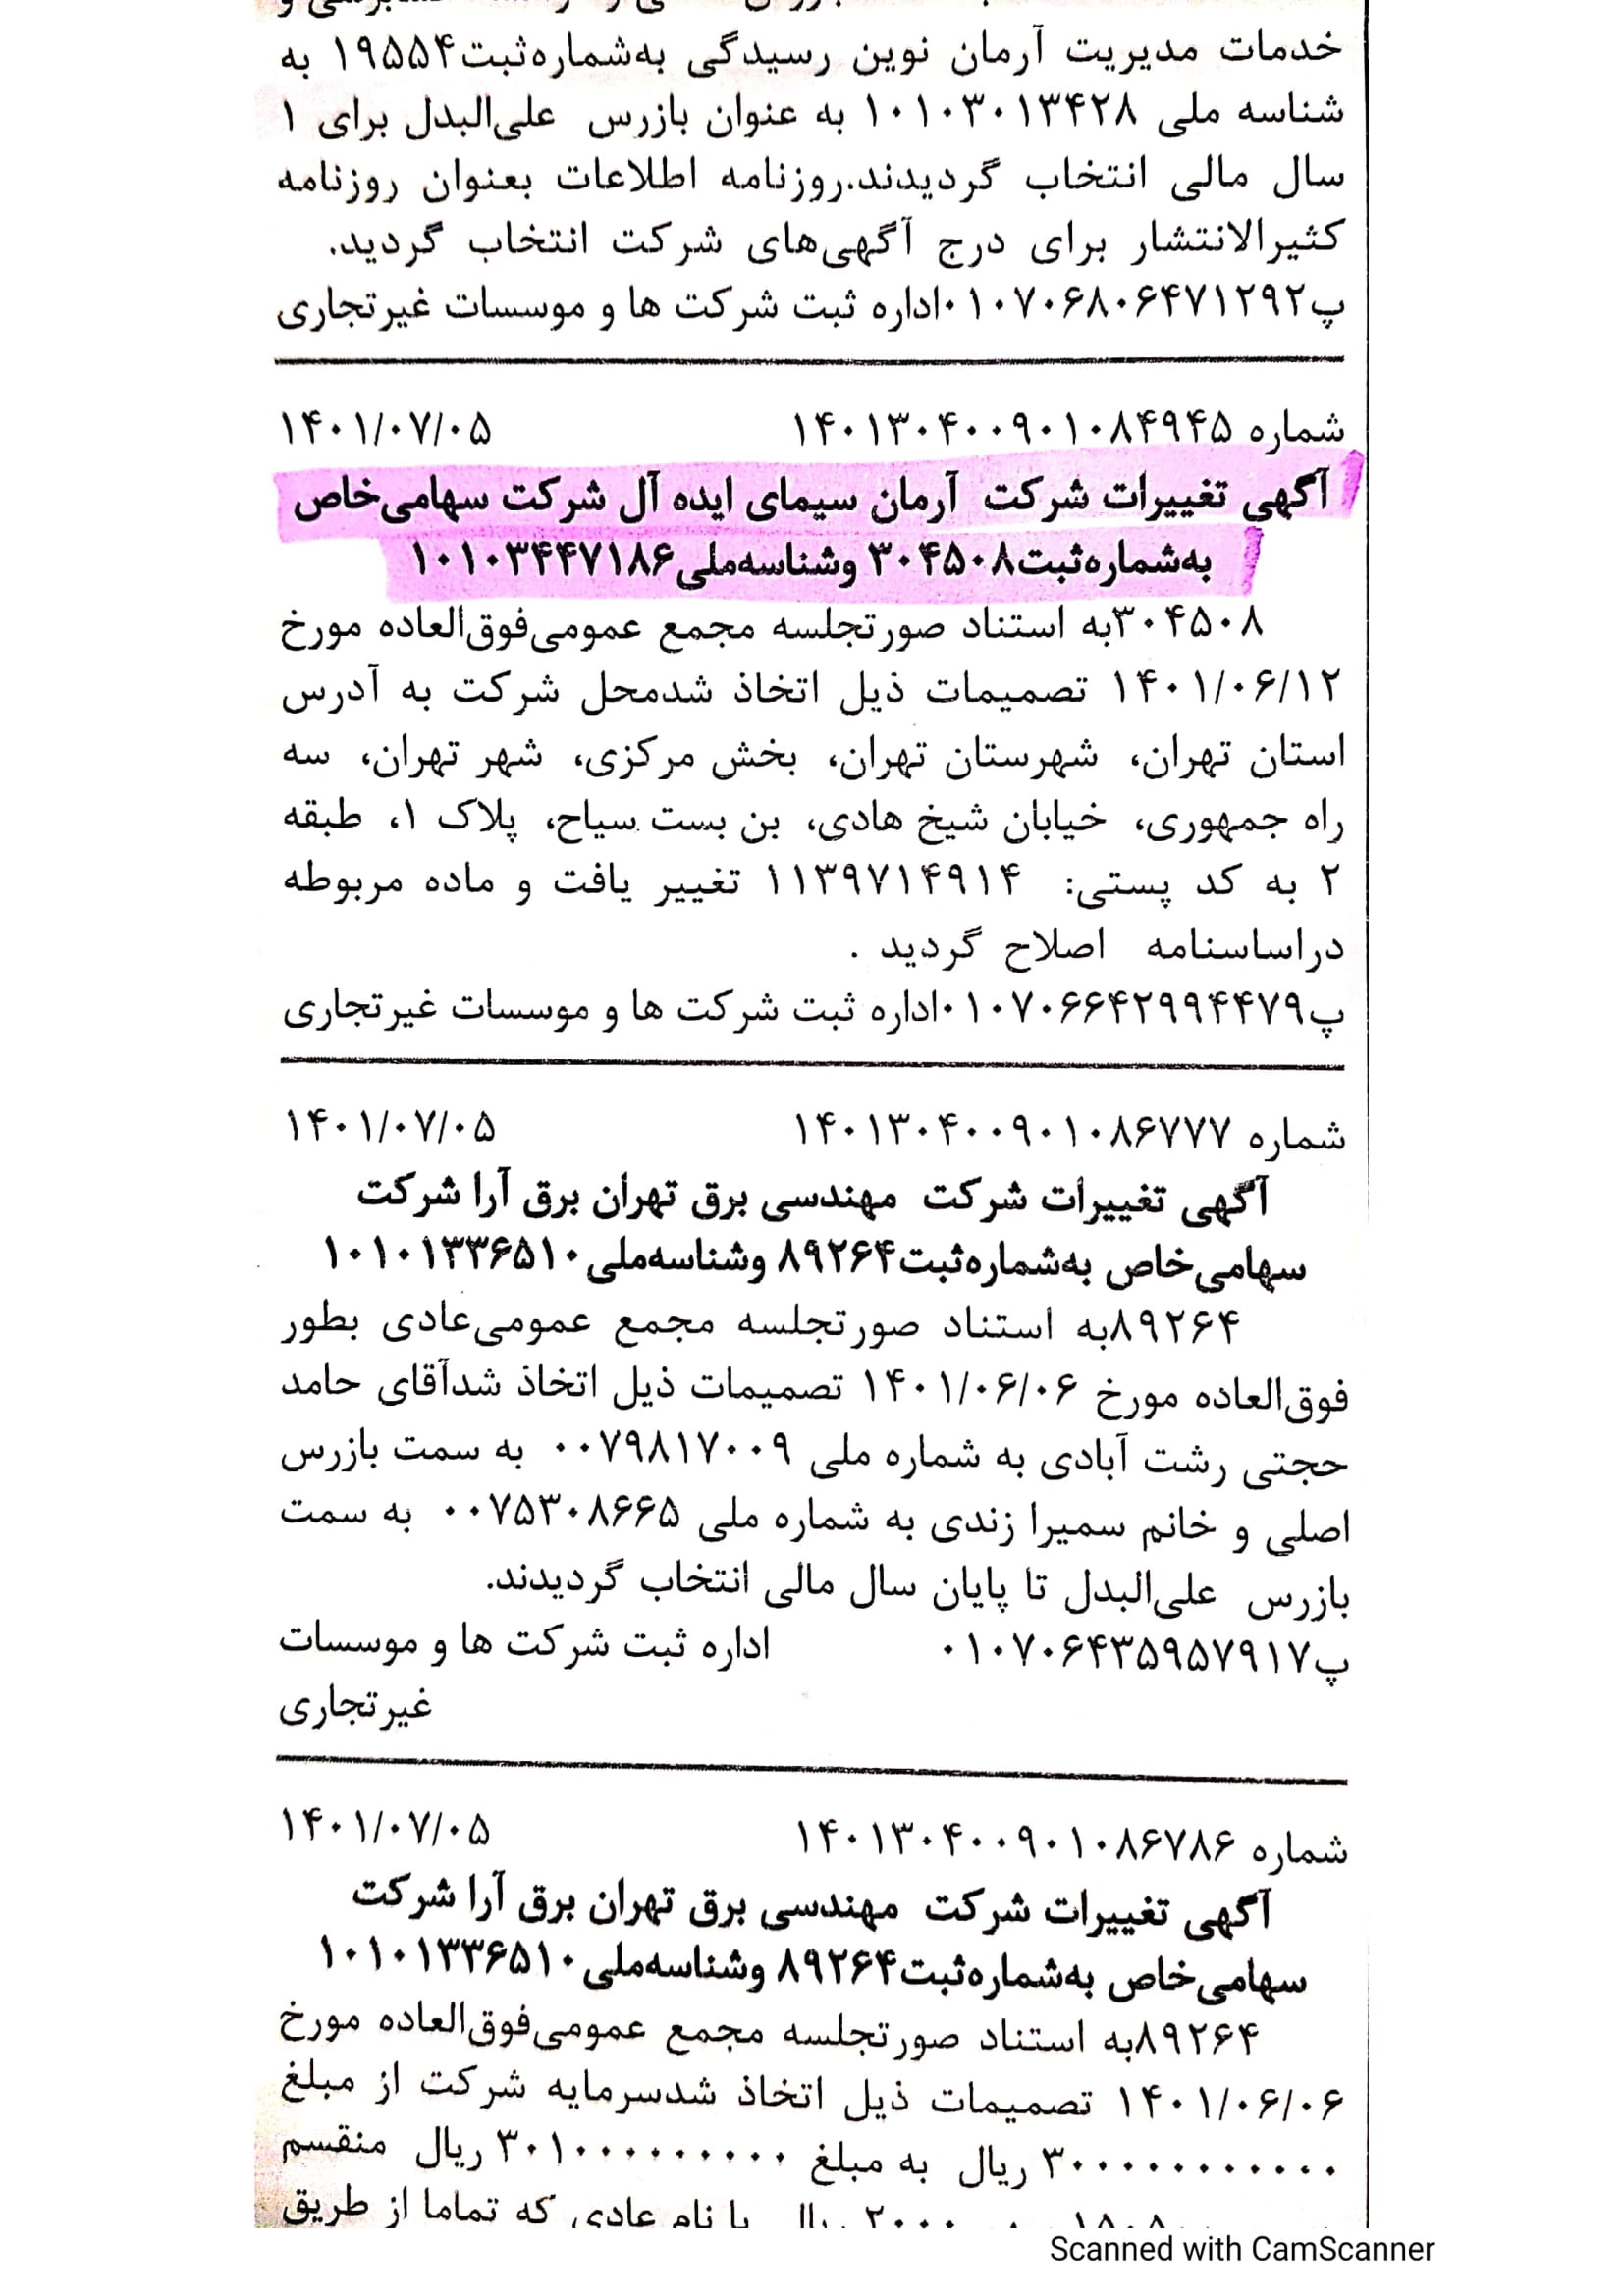 خدمات مدیریت آرمان نوین رسیدگی به‌شماره‌ثبت۱۹۵۵۴ به
شناسه ملی ۱۰۱۰۳۰۱۳۴۲۸ به عنوان بازرس علی‌البدل برای ۱
سال مالی انتخاب گردیدند.روزنامه اطلاعات بعنوان روزنامه
کثیرالانتشار برای درج آگهی‌های شرکت انتخاب گردید.
پ۰۱۰۷۰۶۸۰۶۴۷۱۲۹۲اداره ثبت شرکت ها و موسسات غیرتجاری
شماره ۱۴۰۱۳۰۴۰۰۹۰۱۰۸۴۹۴۵ ۱۴۰۱/۰۷/۰۵
آگهی تغییرات شرکت آرمان سیمای ایده آل شرکت سهامی‌خاص
به‌شماره‌ثبت۳۰۴۵۰۸ وشناسه‌ملی۱۰۱۰۳۴۴۷۱۸۶
۳۰۴۵۰۸به استناد صورتجلسه مجمع عمومی‌فوق‌العاده مورخ
۱۴۰۱/۰۶/۱۲ تصمیمات ذیل اتخاذ شدمحل شرکت به آدرس
استان تهران، شهرستان تهران، بخش مرکزی، شهر تهران، سه
راه جمهوری، خیابان شیخ هادی، بن بست سیاح، پلاک ۱، طبقه
۲ به کد پستی: ۱۱۳۹۷۱۴۹۱۴ تغییر یافت و ماده مربوطه
دراساسنامه اصلاح گردید .
پ۰۱۰۷۰۶۶۴۲۹۹۴۴۷۹اداره ثبت شرکت ها و موسسات غیرتجاری
شماره ۱۴۰۱۳۰۴۰۰۹۰۱۰۸۶۷۷۷ ۱۴۰۱/۰۷/۰۵
آگهی تغییرات شرکت مهندسی برق تهران برق آرا شرکت
سهامی‌خاص به‌شماره‌ثبت۸۹۲۶۴ وشناسه‌ملی۱۰۱۰۱۳۳۶۵۱۰
۸۹۲۶۴به استناد صورتجلسه مجمع عمومی‌عادی بطور
فوق‌العاده مورخ ۱۴۰۱/۰۶/۰۶ تصمیمات ذیل اتخاذ شدآقای حامد
حجتی رشت آبادی به شماره ملی ۰۰۷۹۸۱۷۰۰۹ به سمت بازرس
اصلی و خانم سمیرا زندی به شماره ملی ۰۰۷۵۳۰۸۶۶۵ به سمت
بازرس علی‌البدل تا پایان سال مالی انتخاب گردیدند.
پ۰۱۰۷۰۶۴۳۵۹۵۷۹۱۷ اداره ثبت شرکت ها و موسسات
غیرتجاری
شماره ۱۴۰۱۳۰۴۰۰۹۰۱۰۸۶۷۸۶ ۱۴۰۱/۰۷/۰۵
آگهی تغییرات شرکت مهندسی برق تهران برق آرا شرکت
سهامی‌خاص به‌شماره‌ثبت۸۹۲۶۴ وشناسه‌ملی۱۰۱۰۱۳۳۶۵۱۰
۸۹۲۶۴به استناد صورتجلسه مجمع عمومی‌فوق‌العاده مورخ
۱۴۰۱/۰۶/۰۶ تصمیمات ذیل اتخاذ شدسرمایه شرکت از مبلغ
۳۰۰۰۰۰۰۰۰۰۰۰ ریال به مبلغ ۳۰۱۰۰۰۰۰۰۰۰۰ ریال منقسم
ریال با نام عادی که تماما از طریق
Scanned with CamScanner